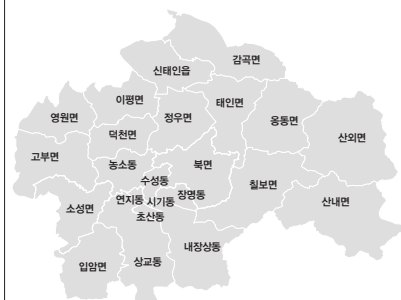 감곡면
신태인읍
이평면
태인면
영원면
정우면
옹동면
덕천면
산외면
고부면
농소동
북면
수성동
칠보면
장명동
연지동
시기동
산내면
소성면
초산동
내장상동
입암면
상교동